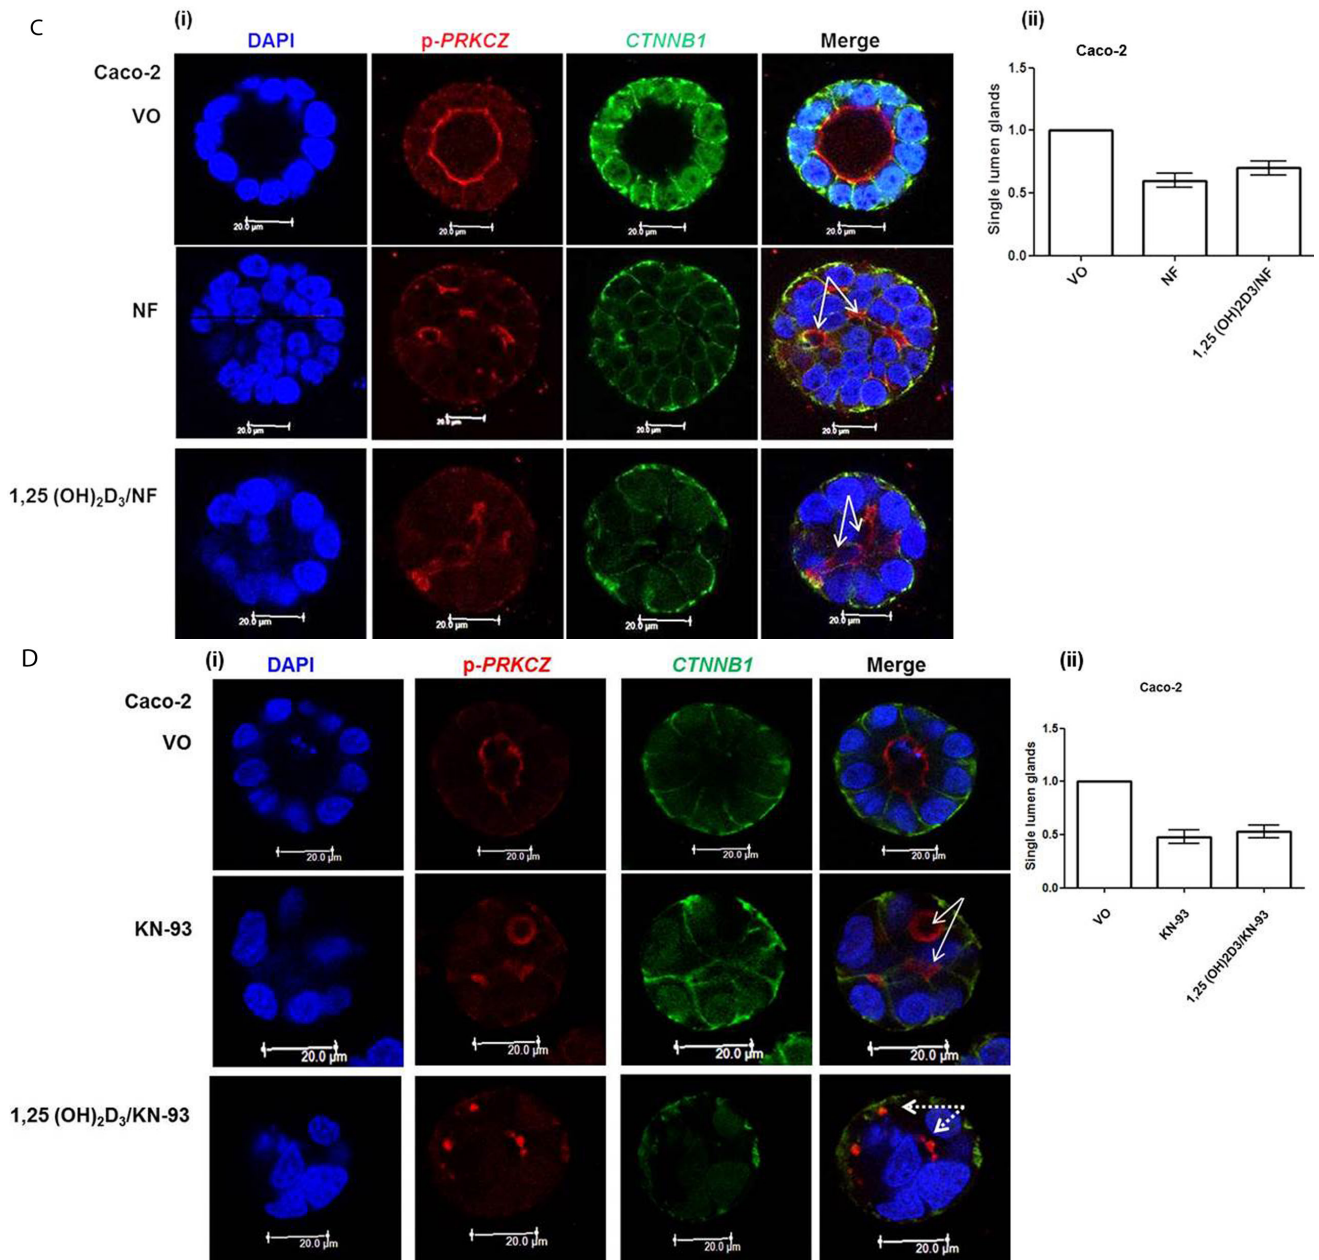 C
(i)
(ii)
DAPI
p-PRKCZ
CTNNB1
Merge
Caco-2
VO
20.0 µm
20.0 µm
20.0 µm
20.0 µm
NF
20.0 µm
20.0 µm
20.0 µm
20.0 µm
1,25 (OH)₂D₃/NF
20.0 µm
20.0 µm
20.0 µm
20.0 µm
Caco-2
Single lumen glands
1.5
1.0
0.5
0.0
VO
NF
1,25 (OH)2D3/NF
D
(i)
(ii)
DAPI
p-PRKCZ
CTNNB1
Merge
Caco-2
VO
20.0 µm
20.0 µm
20.0 µm
20.0 µm
KN-93
20.0 µm
20.0 µm
20.0 µm
20.0 µm
1,25 (OH)₂D₃/KN-93
20.0 µm
20.0 µm
20.0 µm
20.0 µm
Caco-2
Single lumen glands
1.5
1.0
0.5
0.0
VO
KN-93
1,25 (OH)2D3/KN-93